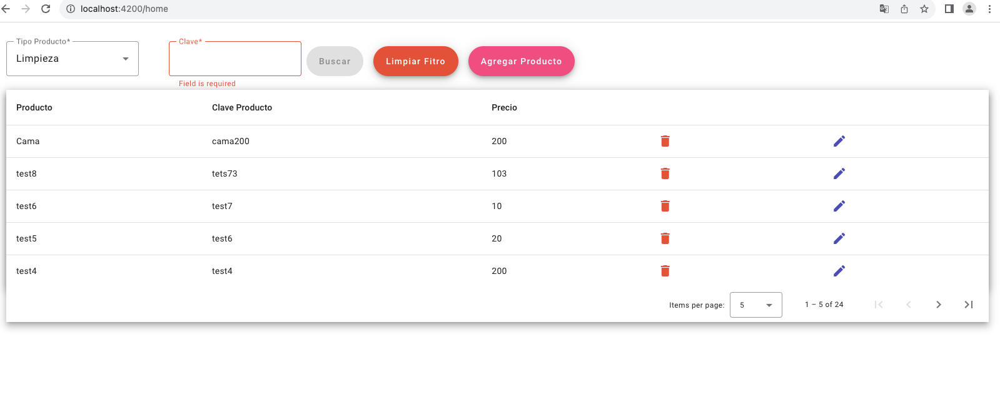 localhost:4200/home
Tipo Producto*
Limpieza
Clave*
Field is required
Buscar
Limpiar Fitro
Agregar Producto
Producto Clave Producto Precio
Cama cama200 200
test8 tets73 103
test6 test7 10
test5 test6 20
test4 test4 200
Items per page: 5 1 – 5 of 24